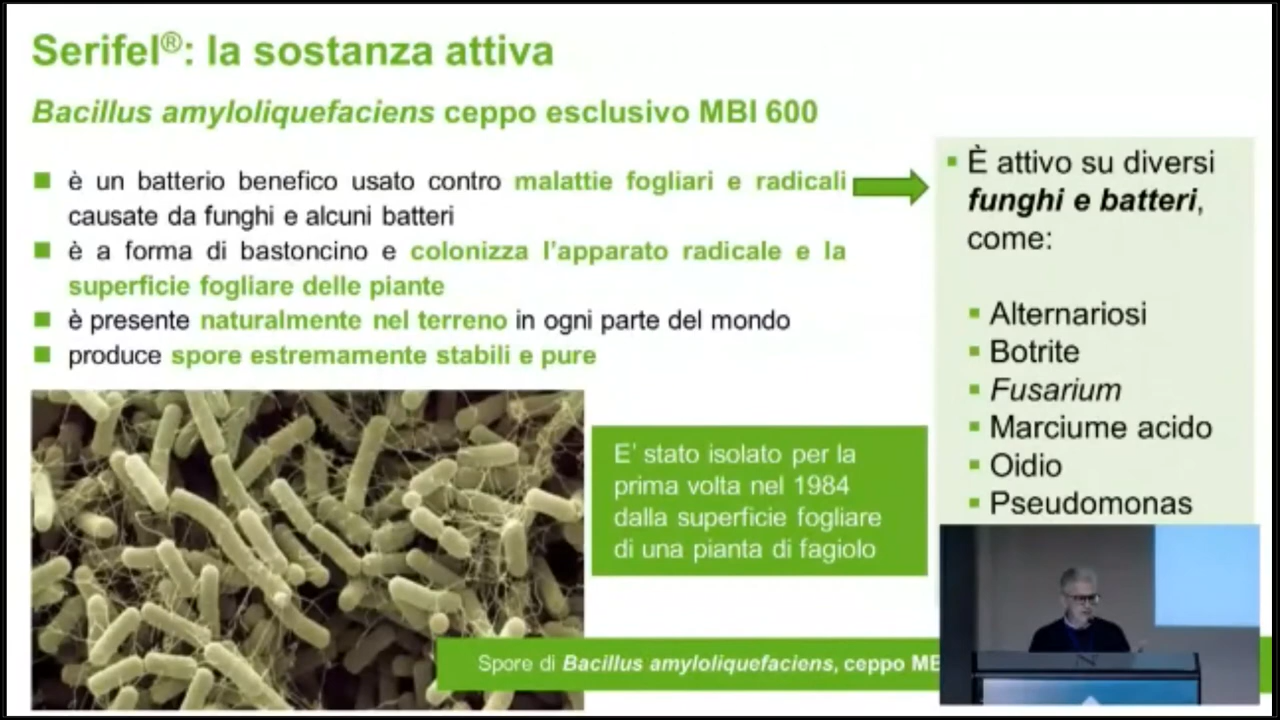 Serifel®: la sostanza attiva
Bacillus amyloliquefaciens ceppo esclusivo MBI 600
è un batterio benefico usato contro malattie fogliari e radicali
causate da funghi e alcuni batteri
è a forma di bastoncino e colonizza l'apparato radicale e la
superficie fogliare delle piante
è presente naturalmente nel terreno in ogni parte del mondo
produce spore estremamente stabili e pure
È attivo su diversi
funghi e batteri,
come:
Alternariosi
Botrite
Fusarium
Marciume acido
Oidio
Pseudomonas
E' stato isolato per la
prima volta nel 1984
dalla superficie fogliare
di una pianta di fagiolo
Spore di Bacillus amyloliquefaciens, ceppo